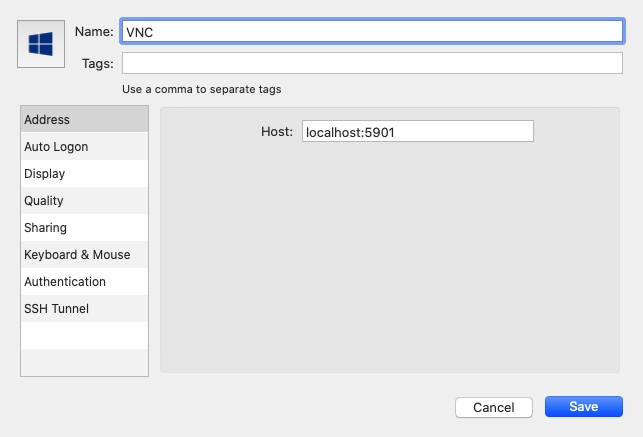 Name: VNC
Tags:
Use a comma to separate tags
Address
Auto Logon
Display
Quality
Sharing
Keyboard & Mouse
Authentication
SSH Tunnel
Host: localhost:5901
Cancel Save